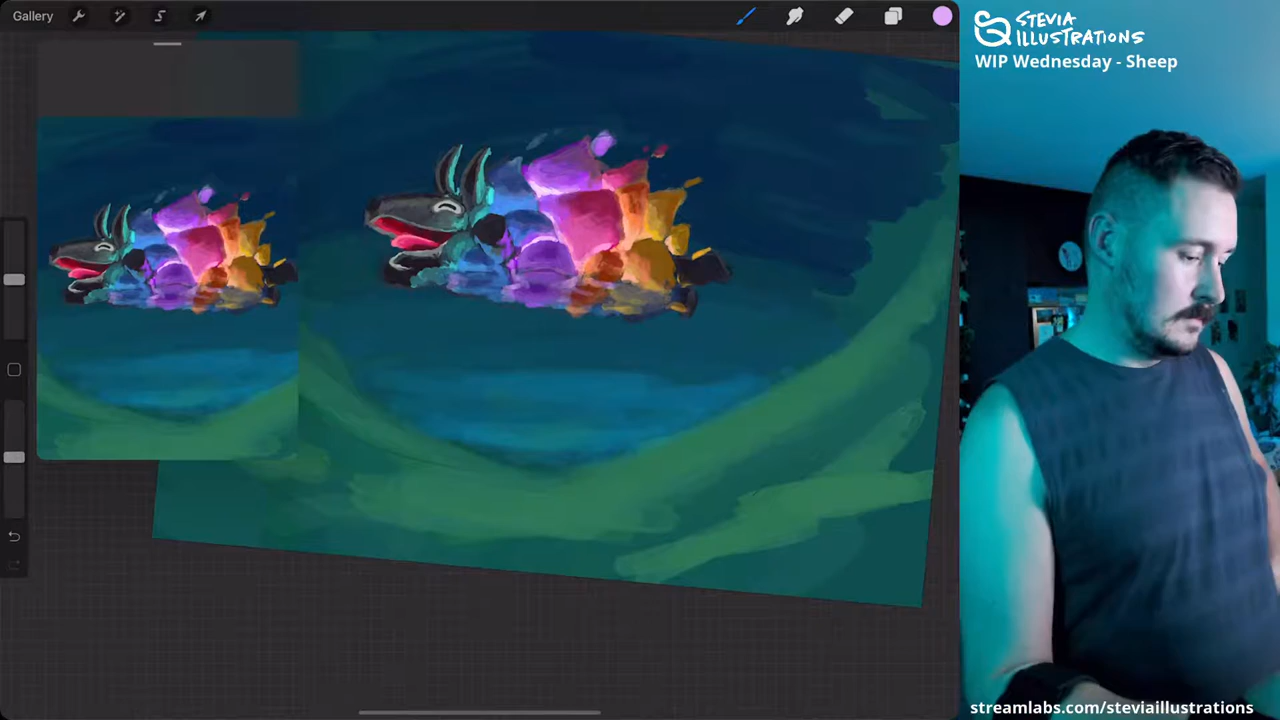 Gallery
STEVIA
ILLUSTRATIONS
WIP Wednesday - Sheep
streamlabs.com/steviaillustrations